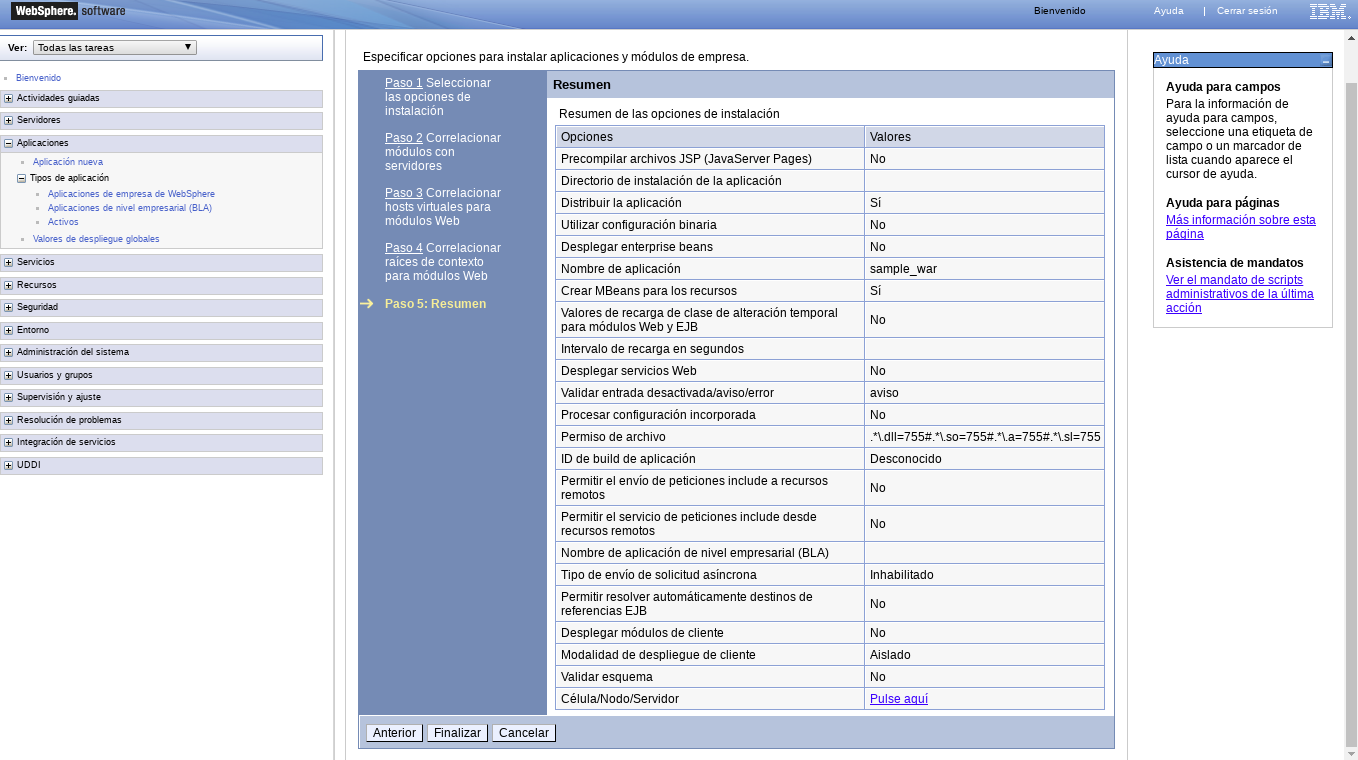 WebSphere. software
Bienvenido
Ayuda | Cerrar sesión
IBM.
Ver: Todas las tareas
Bienvenido
Actividades guiadas
Servidores
Aplicaciones
Aplicación nueva
Tipos de aplicación
Aplicaciones de empresa de WebSphere
Aplicaciones de nivel empresarial (BLA)
Activos
Valores de despliegue globales
Servicios
Recursos
Seguridad
Entorno
Administración del sistema
Usuarios y grupos
Supervisión y ajuste
Resolución de problemas
Integración de servicios
UDDI
Especificar opciones para instalar aplicaciones y módulos de empresa.
Paso 1 Seleccionar
las opciones de
instalación
Paso 2 Correlacionar
módulos con
servidores
Paso 3 Correlacionar
hosts virtuales para
módulos Web
Paso 4 Correlacionar
raíces de contexto
para módulos Web
Paso 5: Resumen
Resumen
Resumen de las opciones de instalación
Opciones Valores
Precompilar archivos JSP (JavaServer Pages) No
Directorio de instalación de la aplicación
Distribuir la aplicación Sí
Utilizar configuración binaria No
Desplegar enterprise beans No
Nombre de aplicación sample_war
Crear MBeans para los recursos Sí
Valores de recarga de clase de alteración temporal
para módulos Web y EJB No
Intervalo de recarga en segundos
Desplegar servicios Web No
Validar entrada desactivada/aviso/error aviso
Procesar configuración incorporada No
Permiso de archivo .*\.dll=755#.*\.so=755#.*\.a=755#.*\.sl=755
ID de build de aplicación Desconocido
Permitir el envío de peticiones include a recursos
remotos No
Permitir el servicio de peticiones include desde
recursos remotos No
Nombre de aplicación de nivel empresarial (BLA)
Tipo de envío de solicitud asíncrona Inhabilitado
Permitir resolver automáticamente destinos de
referencias EJB No
Desplegar módulos de cliente No
Modalidad de despliegue de cliente Aislado
Validar esquema No
Célula/Nodo/Servidor Pulse aquí
Anterior Finalizar Cancelar
Ayuda
Ayuda para campos
Para la información de
ayuda para campos,
seleccione una etiqueta de
campo o un marcador de
lista cuando aparece el
cursor de ayuda.
Ayuda para páginas
Más información sobre esta
página
Asistencia de mandatos
Ver el mandato de scripts
administrativos de la última
acción